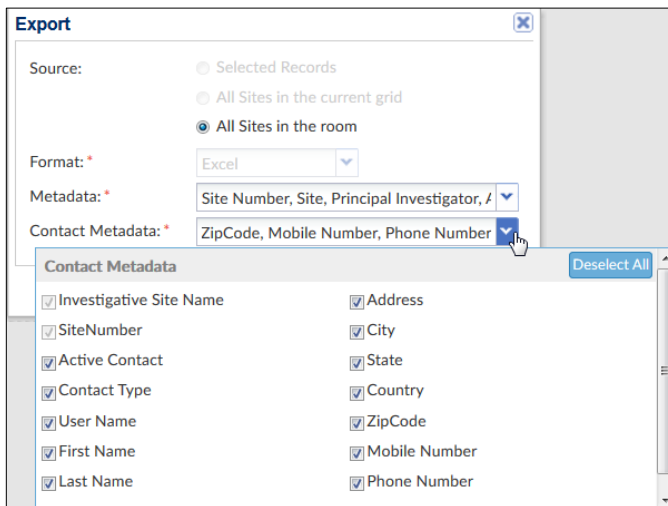 Export
Source:
Selected Records
All Sites in the current grid
All Sites in the room
Format: *
Excel
Metadata: *
Site Number, Site, Principal Investigator, A
Contact Metadata: *
ZipCode, Mobile Number, Phone Number
Contact Metadata
Deselect All
Investigative Site Name
Address
SiteNumber
City
Active Contact
State
Contact Type
Country
User Name
ZipCode
First Name
Mobile Number
Last Name
Phone Number